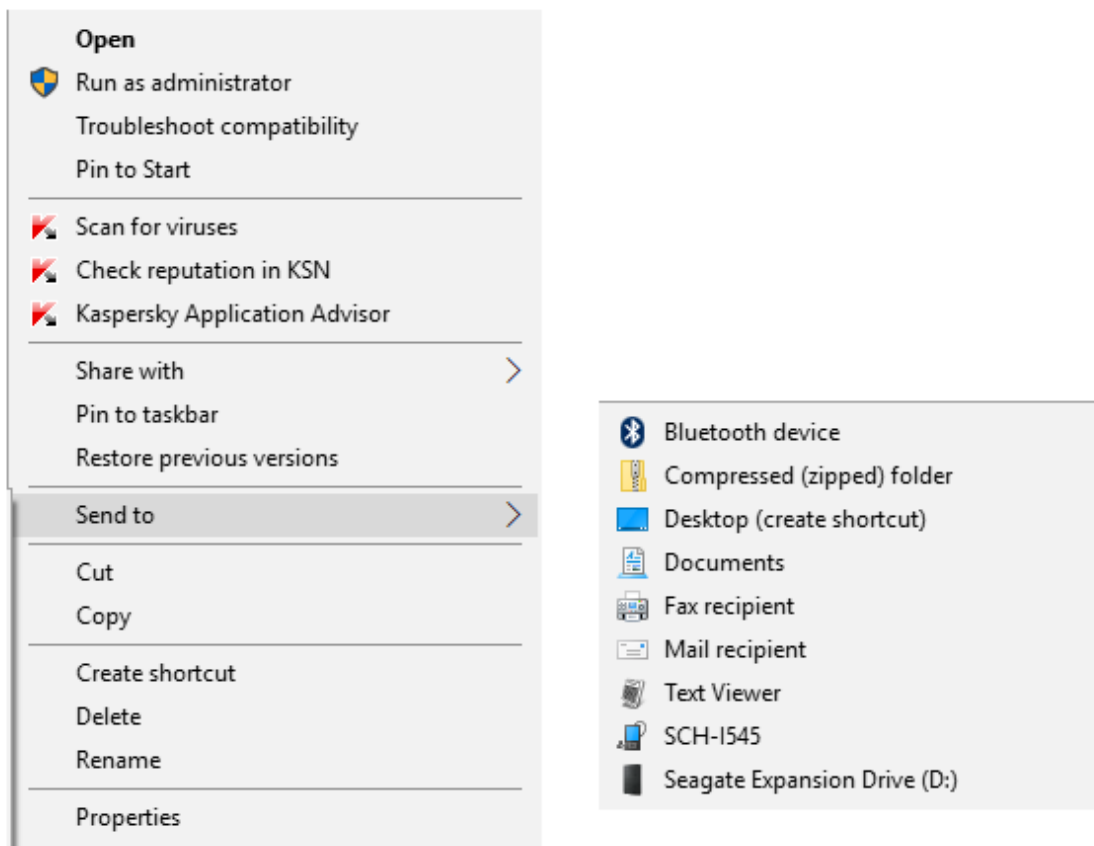 Open
Run as administrator
Troubleshoot compatibility
Pin to Start
Scan for viruses
Check reputation in KSN
Kaspersky Application Advisor
Share with
Pin to taskbar
Restore previous versions
Send to
Cut
Copy
Create shortcut
Delete
Rename
Properties
Bluetooth device
Compressed (zipped) folder
Desktop (create shortcut)
Documents
Fax recipient
Mail recipient
Text Viewer
SCH-I545
Seagate Expansion Drive (D:)